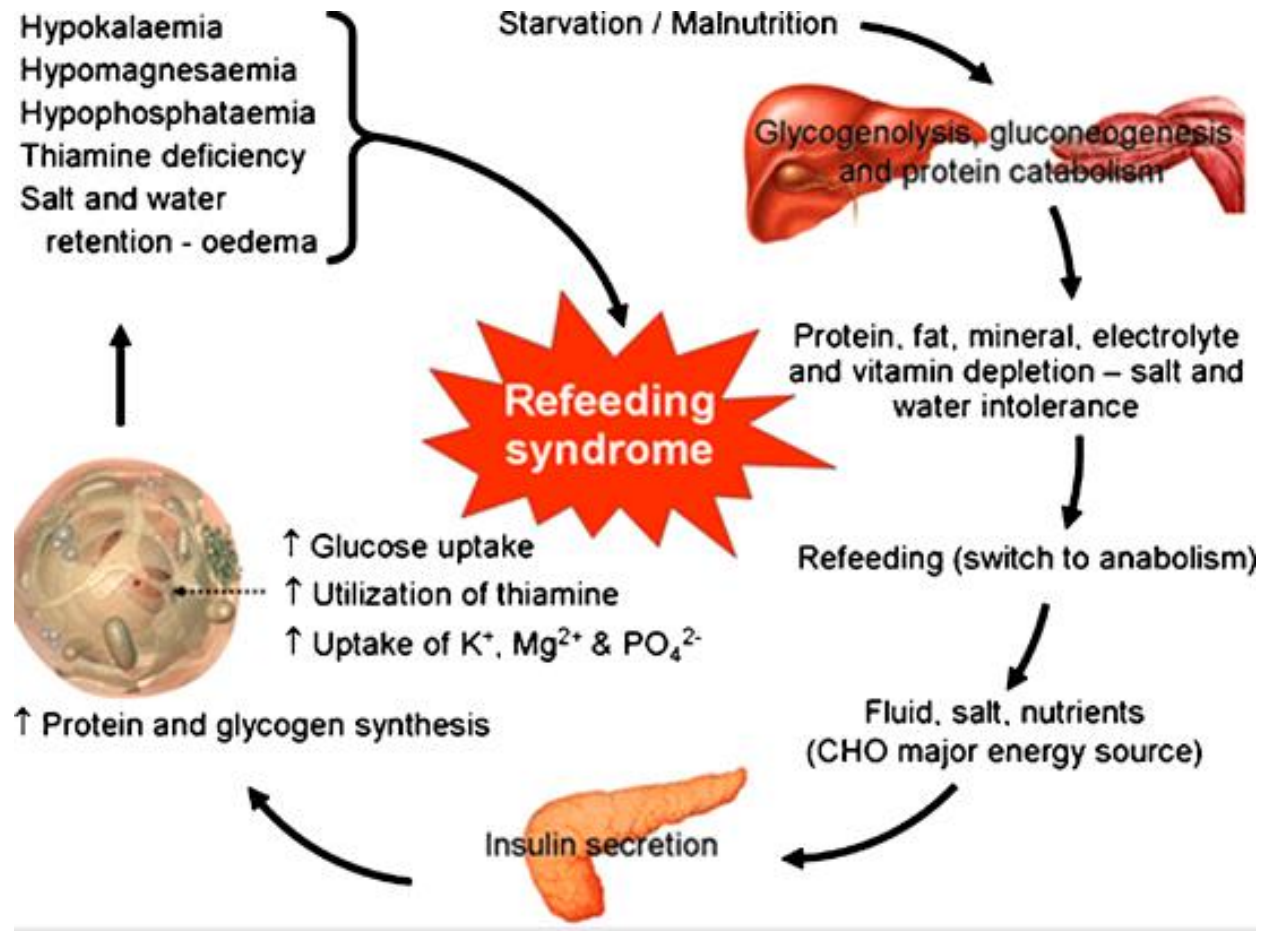 Starvation / Malnutrition
Glycogenolysis, gluconeogenesis
and protein catabolism
Protein, fat, mineral, electrolyte
and vitamin depletion – salt and
water intolerance
Refeeding (switch to anabolism)
Fluid, salt, nutrients
(CHO major energy source)
Insulin secretion
↑ Protein and glycogen synthesis
↑ Glucose uptake
↑ Utilization of thiamine
↑ Uptake of K⁺, Mg²⁺ & PO₄²⁻
Hypokalaemia
Hypomagnesaemia
Hypophosphataemia
Thiamine deficiency
Salt and water
retention - oedema
Refeeding
syndrome